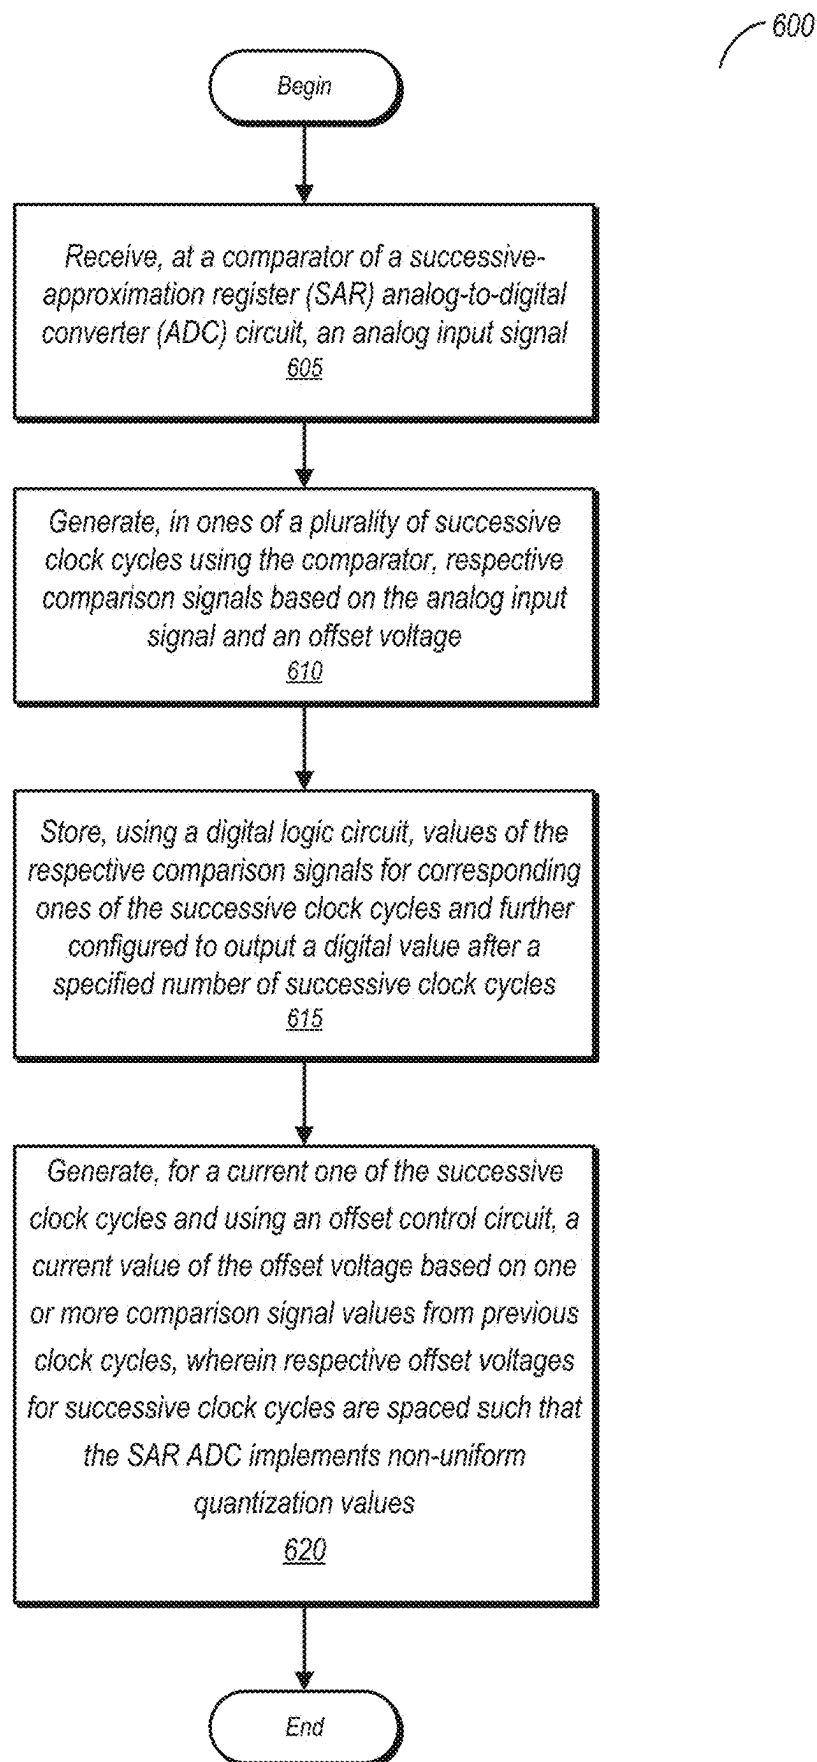 600
Begin
Receive, at a comparator of a successive-
approximation register (SAR) analog-to-digital
converter (ADC) circuit, an analog input signal
605
Generate, in ones of a plurality of successive
clock cycles using the comparator, respective
comparison signals based on the analog input
signal and an offset voltage
610
Store, using a digital logic circuit, values of the
respective comparison signals for corresponding
ones of the successive clock cycles and further
configured to output a digital value after a
specified number of successive clock cycles
615
Generate, for a current one of the successive
clock cycles and using an offset control circuit, a
current value of the offset voltage based on one
or more comparison signal values from previous
clock cycles, wherein respective offset voltages
for successive clock cycles are spaced such that
the SAR ADC implements non-uniform
quantization values
620
End